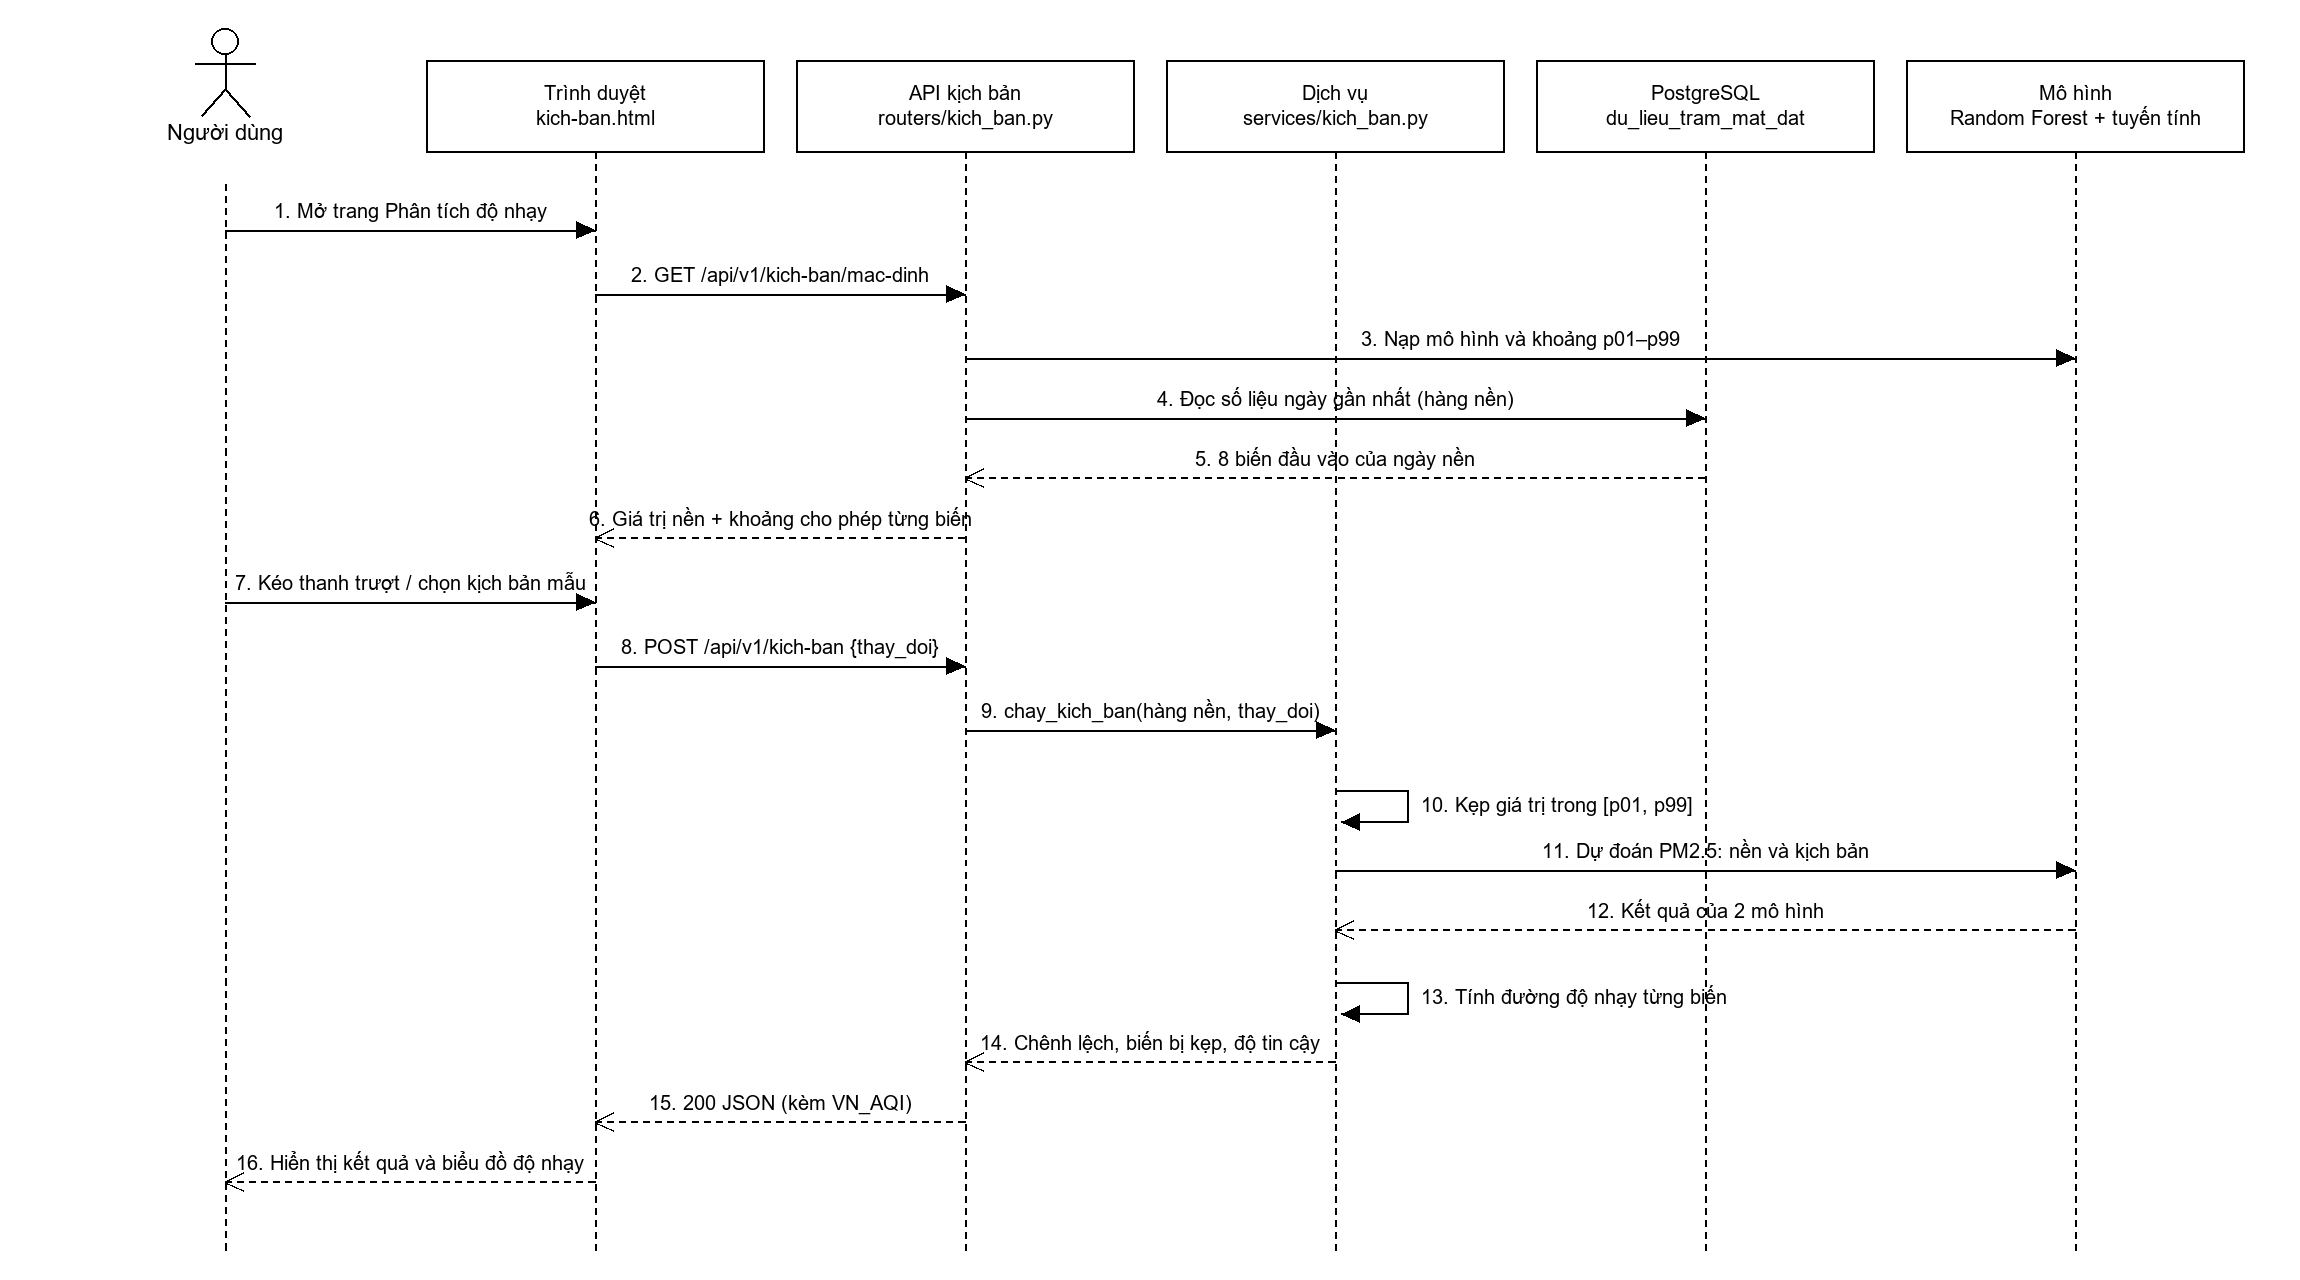 Người dùng
Trình duyệt
kich-ban.html
API kịch bản
routers/kich_ban.py
Dịch vụ
services/kich_ban.py
PostgreSQL
du_lieu_tram_mat_dat
Mô hình
Random Forest + tuyến tính
1. Mở trang Phân tích độ nhạy
2. GET /api/v1/kich-ban/mac-dinh
3. Nạp mô hình và khoảng p01–p99
4. Đọc số liệu ngày gần nhất (hàng nền)
5. 8 biến đầu vào của ngày nền
6. Giá trị nền + khoảng cho phép từng biến
7. Kéo thanh trượt / chọn kịch bản mẫu
8. POST /api/v1/kich-ban {thay_doi}
9. chay_kich_ban(hàng nền, thay_doi)
10. Kẹp giá trị trong [p01, p99]
11. Dự đoán PM2.5: nền và kịch bản
12. Kết quả của 2 mô hình
13. Tính đường độ nhạy từng biến
14. Chênh lệch, biến bị kẹp, độ tin cậy
15. 200 JSON (kèm VN_AQI)
16. Hiển thị kết quả và biểu đồ độ nhạy